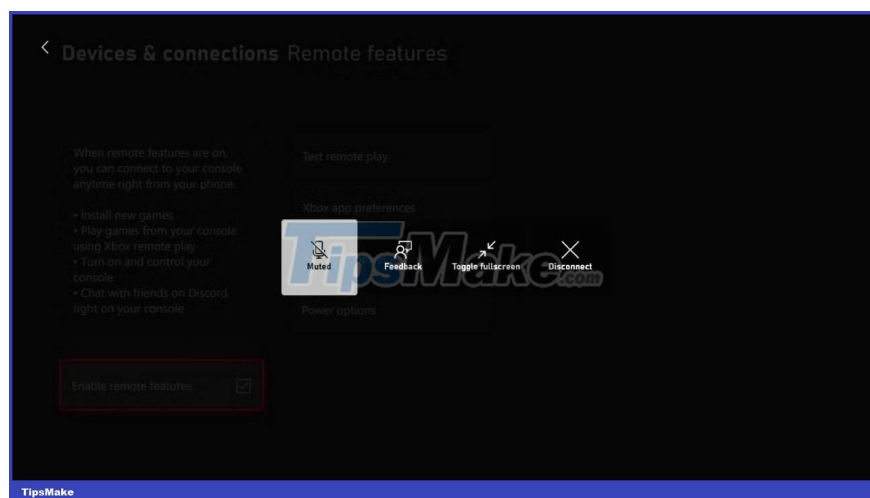 Devices & connections Remote features
When remote features are on,
you can connect to your console
anytime right from your phone.
• Install new games
• Play games from your console
using Xbox remote play
• Turn on and control your
console
• Chat with friends on Discord,
right on your console
Enable remote features
Test remote play
Xbox app preferences
Power options
Muted
Feedback
Toggle fullscreen
Disconnect
TipsMake.com
TipsMake